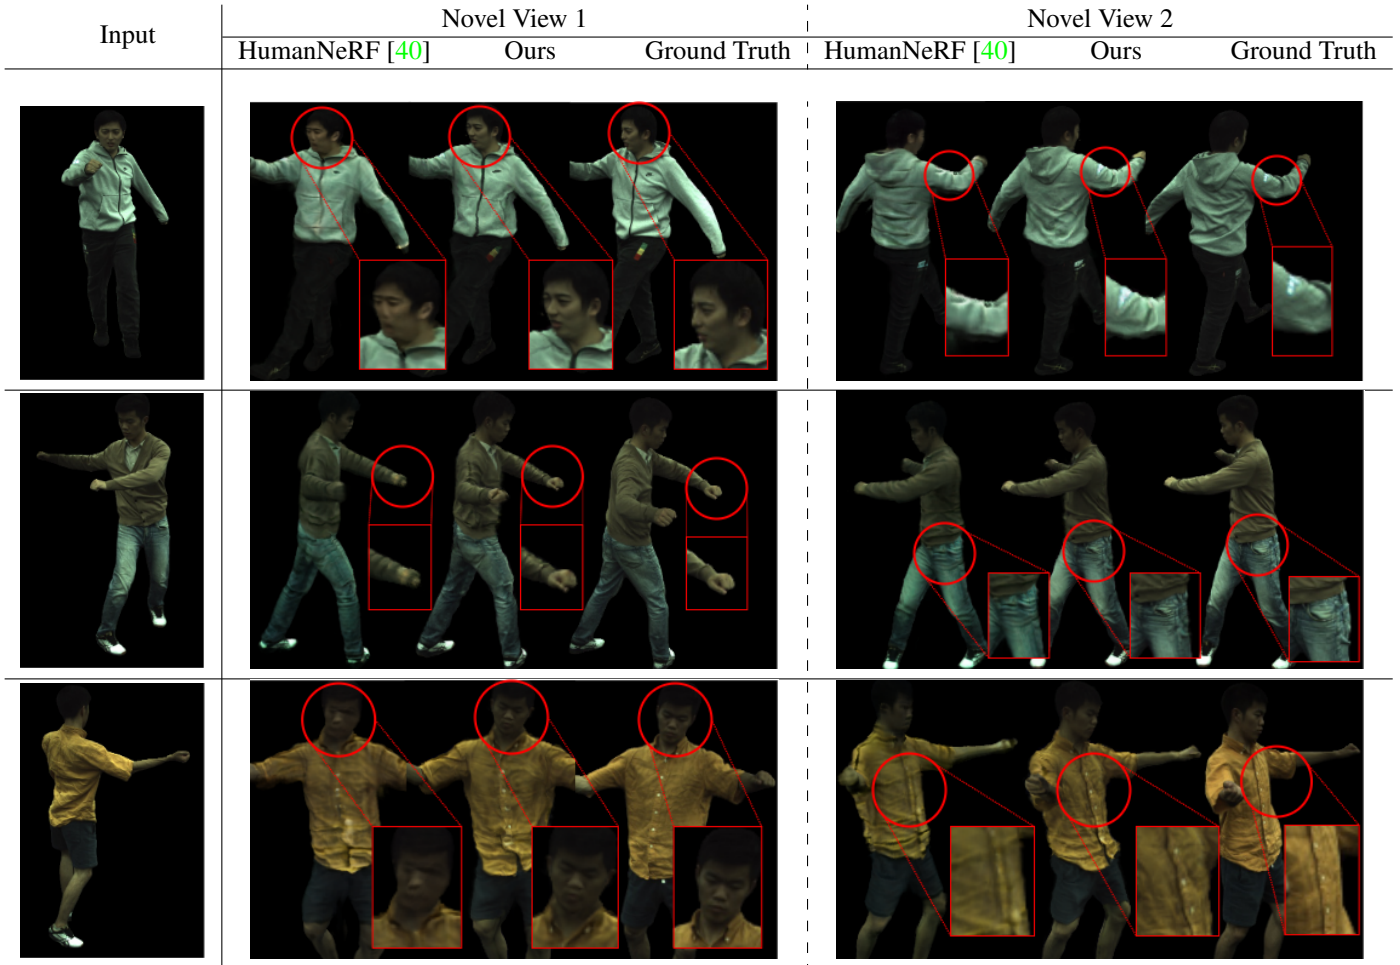 Input
Novel View 1
Novel View 2
HumanNeRF [40] Ours Ground Truth
HumanNeRF [40] Ours Ground Truth